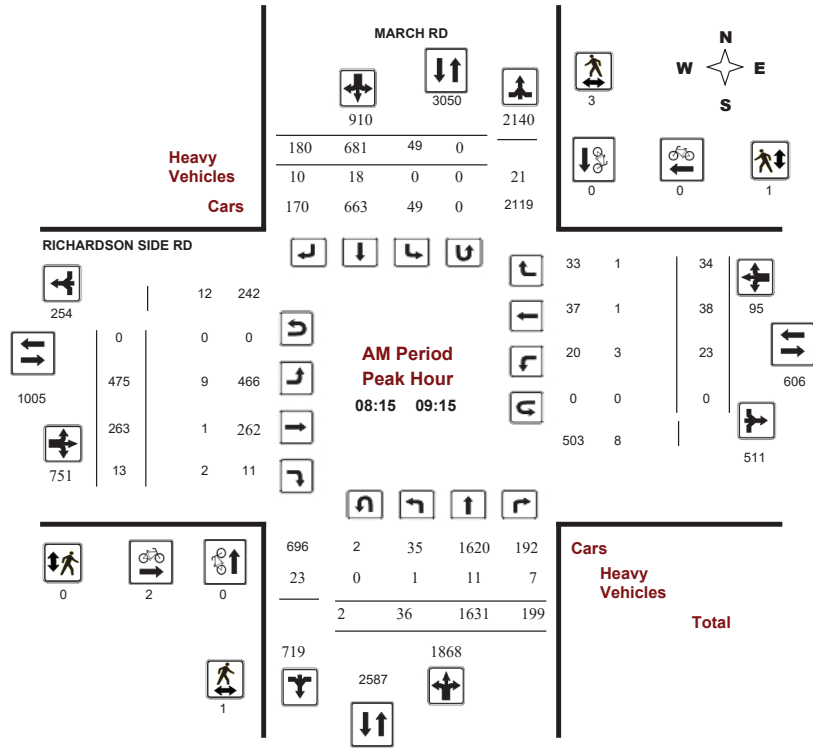 MARCH RD
N
W E
S
3050
3
910 2140
180 681 49 0
Heavy
Vehicles
10 18 0 0 21
0 0 1
Cars
170 663 49 0 2119
RICHARDSON SIDE RD
254
12 242
33 1 34
95
0 0 0
37 1 38
1005
475 9 466
AM Period
Peak Hour
08:15 09:15
20 3 23
606
0 0 0
263 1 262
751
13 2 11
503 8
511
696 2 35 1620 192
Cars
23 0 1 11 7
Heavy
Vehicles
0 2 0
2 36 1631 199
Total
719 2587 1868
1